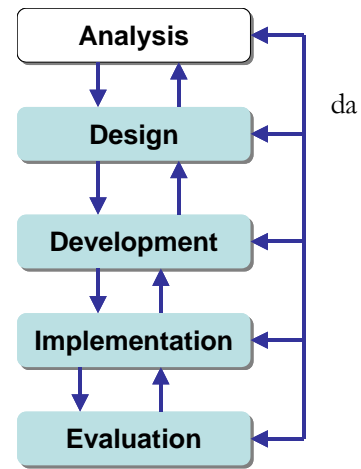 Analysis
da
Design
Development
Implementation
Evaluation